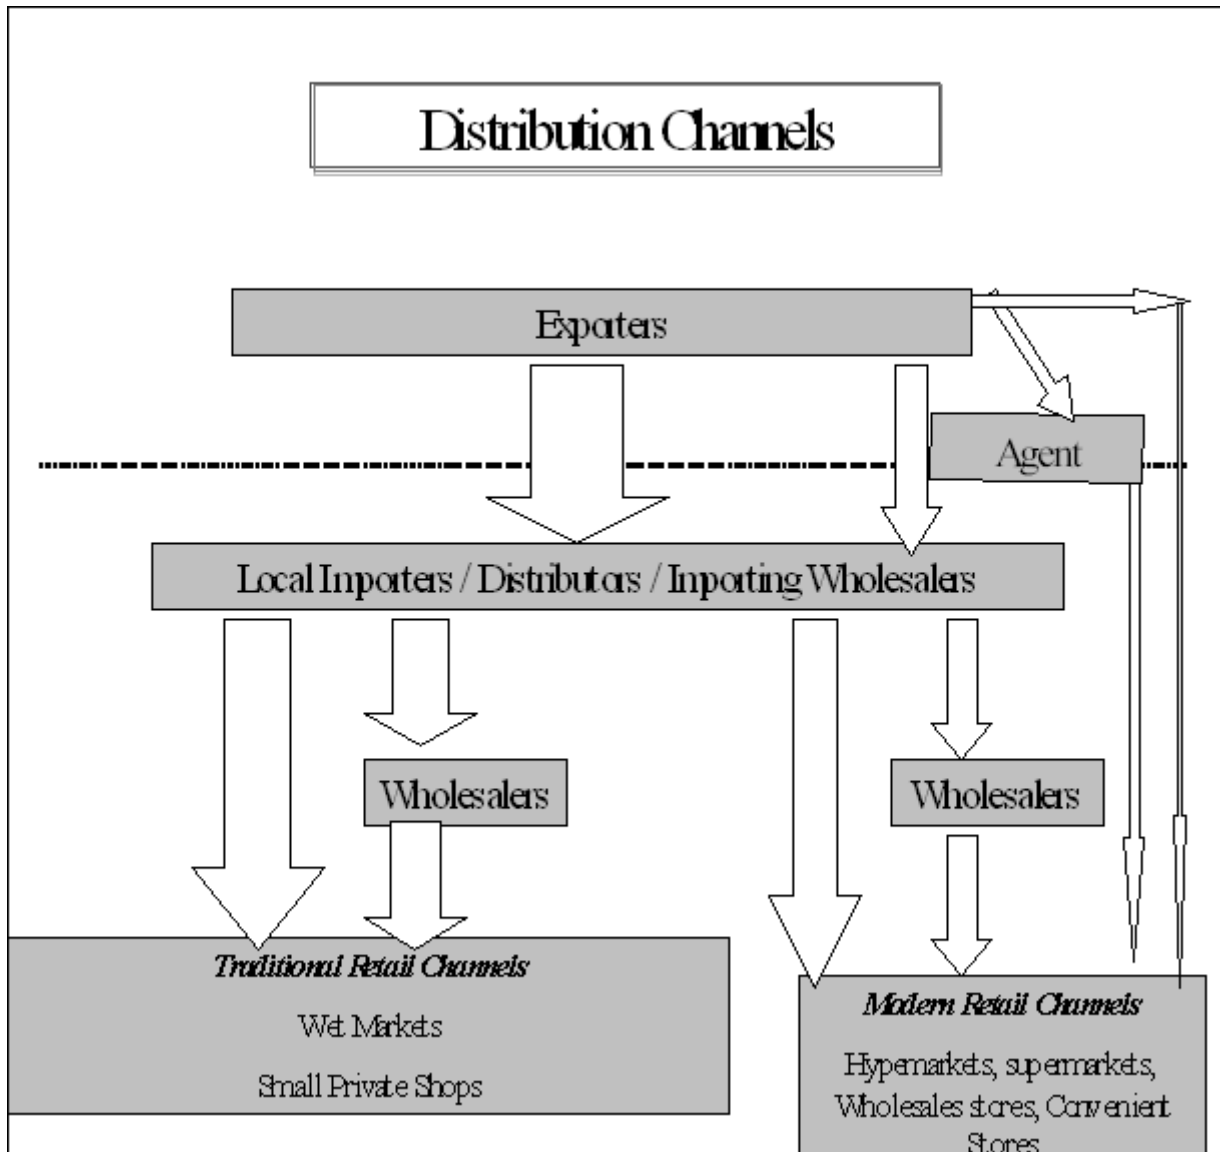 Distribution Channels
Exporters
Agent
Local Importers / Distributors / Importing Wholesalers
Wholesalers
Wholesalers
Traditional Retail Channels
Wet Markets
Small Private Shops
Modern Retail Channels
Hypemarkets, supermarkets,
Wholesales stores, Convenient
Stores